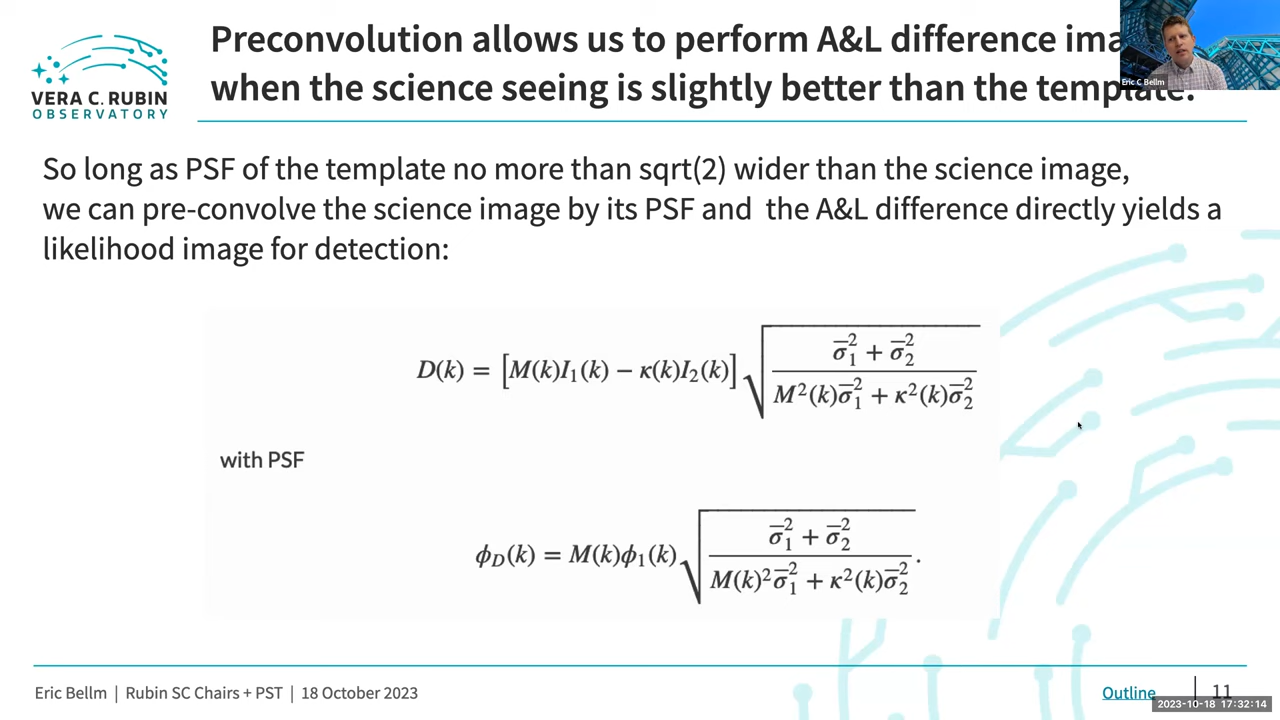 VERA C. RUBIN
OBSERVATORY
Preconvolution allows us to perform A&L difference ima
when the science seeing is slightly better than the template.
Eric C Bellm
So long as PSF of the template no more than sqrt(2) wider than the science image,
we can pre-convolve the science image by its PSF and the A&L difference directly yields a
likelihood image for detection:
D(k) = [M(k)I₁(k) − κ(k)I₂(k)] √((σ̅₁² + σ̅₂²) / (M²(k)σ̅₁² + κ²(k)σ̅₂²))
with PSF
ϕ_D(k) = M(k)ϕ₁(k) √((σ̅₁² + σ̅₂²) / (M(k)²σ̅₁² + κ²(k)σ̅₂²)).
Eric Bellm | Rubin SC Chairs + PST | 18 October 2023
Outline | 11
2023-10-18 17:32:14